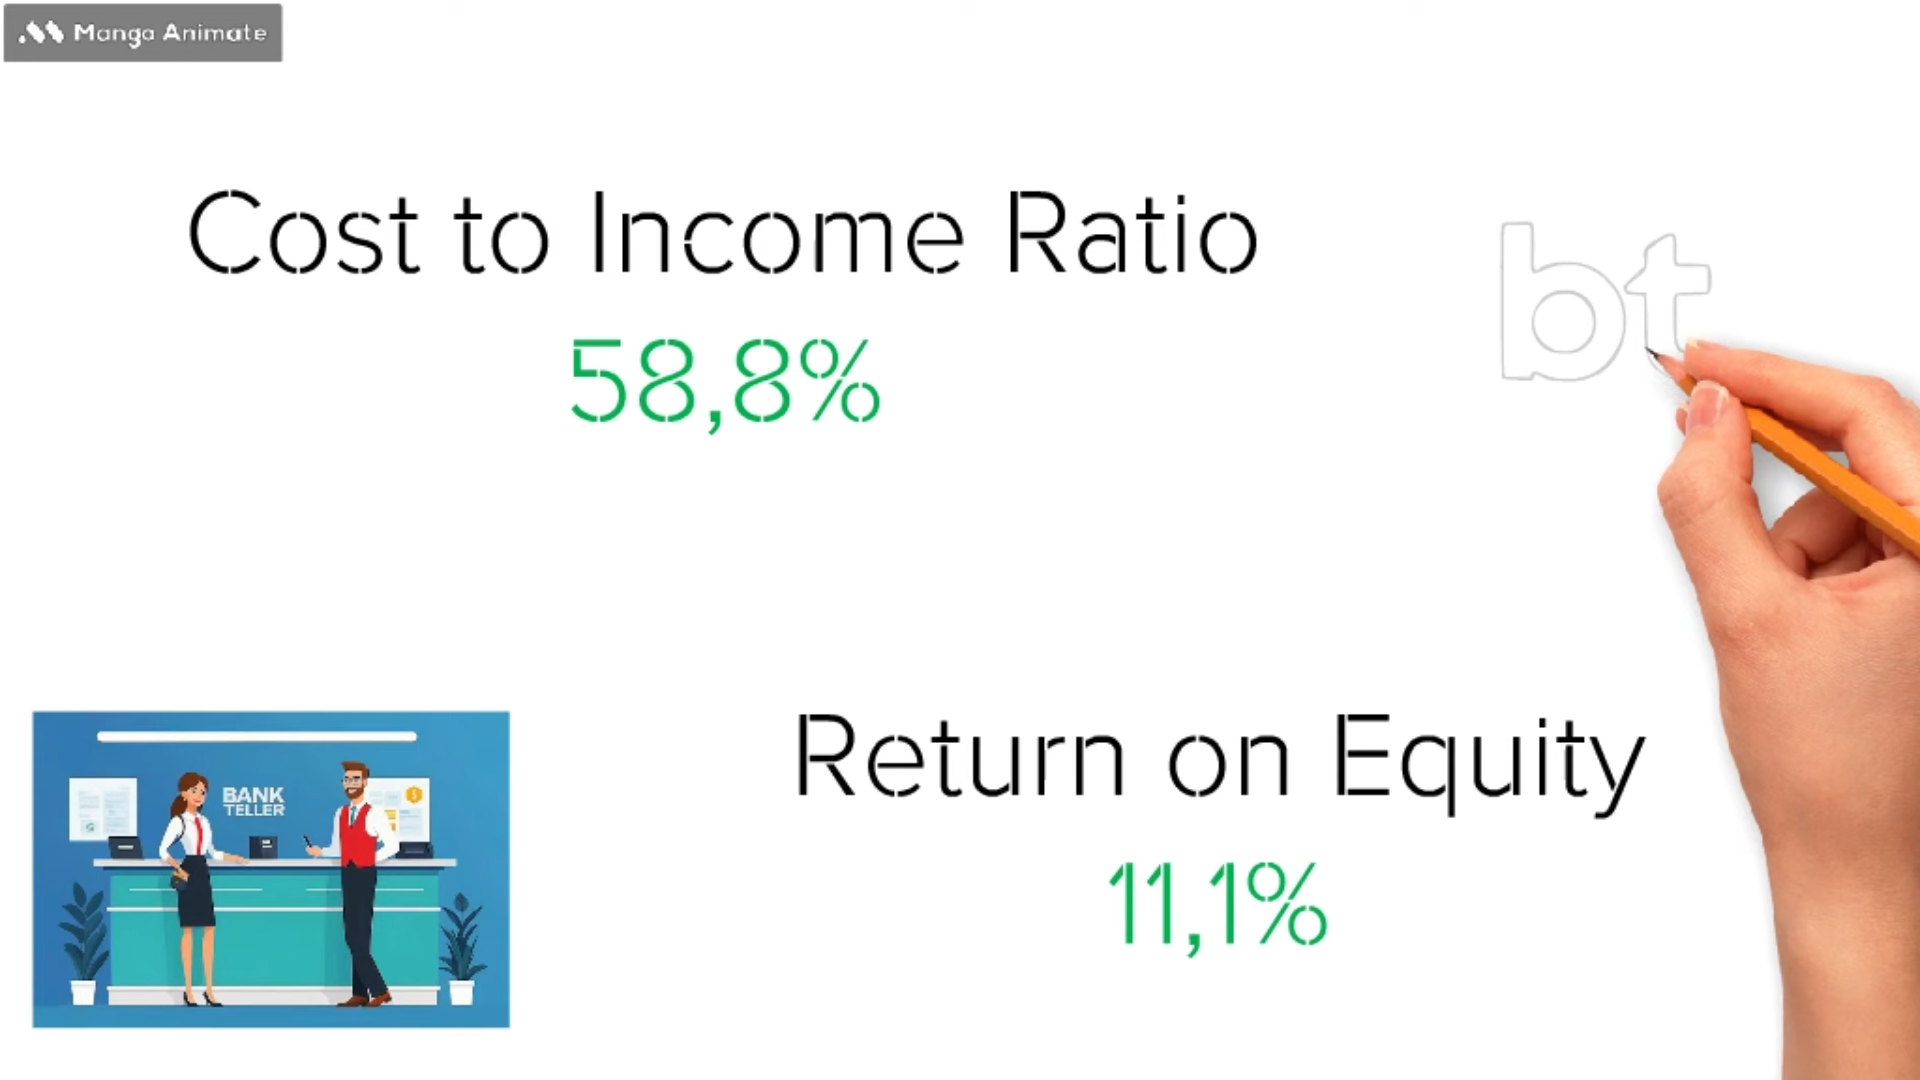 Manga Animate
Cost to Income Ratio
58,8%
bt
BANK
TELLER
Return on Equity
11,1%